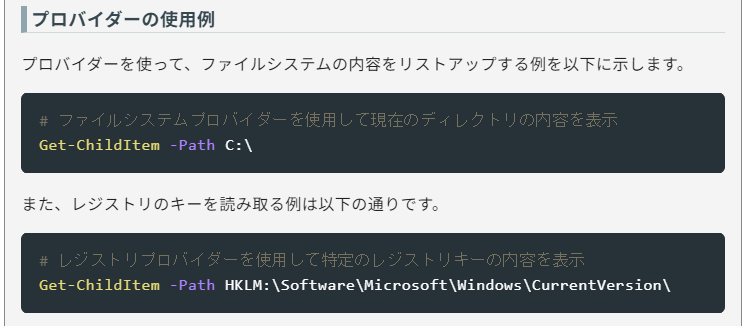 プロバイダーの使用例
プロバイダーを使って、ファイルシステムの内容をリストアップする例を以下に示します。
# ファイルシステムプロバイダーを使用して現在のディレクトリの内容を表示
Get-ChildItem -Path C:\
また、レジストリのキーを読み取る例は以下の通りです。
# レジストリプロバイダーを使用して特定のレジストリキーの内容を表示
Get-ChildItem -Path HKLM:\Software\Microsoft\Windows\CurrentVersion\